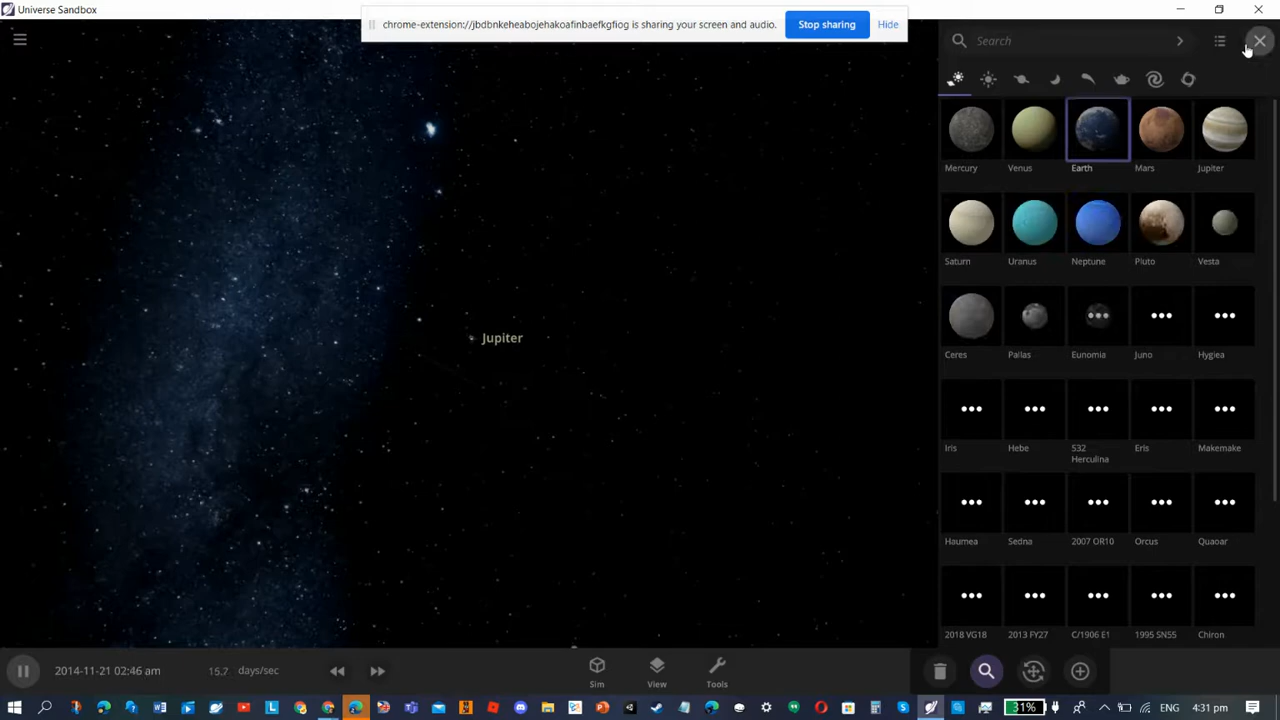 Universe Sandbox
chrome-extension://jbdbnkeheabojehakoafinbaefkgfiog is sharing your screen and audio.
Stop sharing
Hide
Search
Mercury
Venus
Earth
Mars
Jupiter
Saturn
Uranus
Neptune
Pluto
Vesta
Ceres
Pallas
Eunomia
Juno
Hygiea
Iris
Hebe
532 Herculina
Eris
Makemake
Haumea
Sedna
2007 OR10
Orcus
Quaoar
2018 VG18
2013 FY27
C/1906 E1
1995 SN55
Chiron
Jupiter
2014-11-21 02:46 am
15.7 days/sec
Sim
View
Tools
31%
4:31 pm